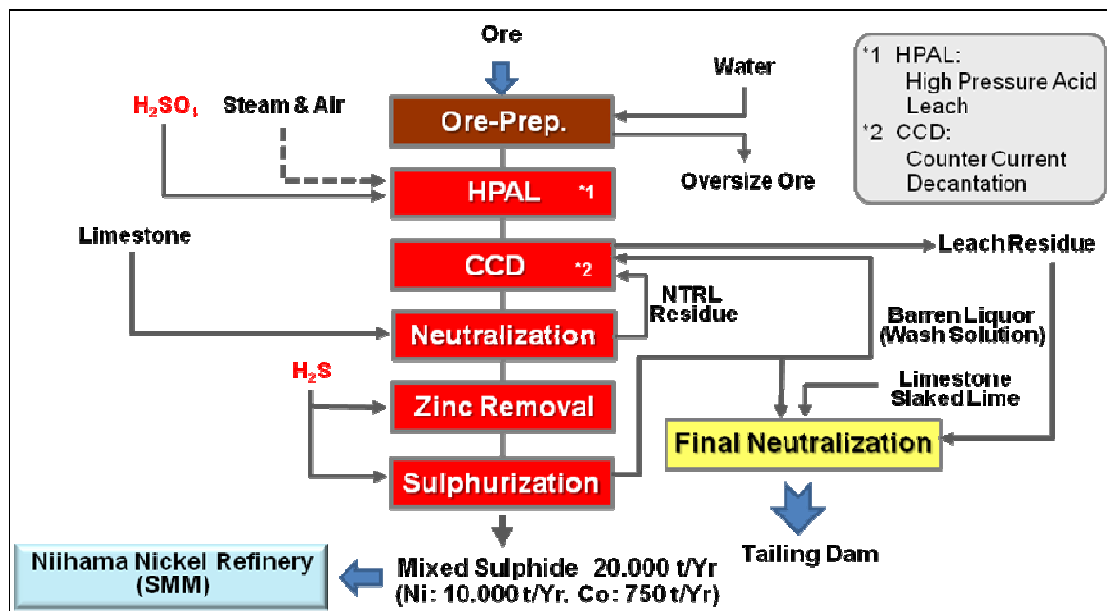 Ore
Water
*1 HPAL:
High Pressure Acid
Leach
*2 CCD:
Counter Current
Decantation
H₂SO₄
Steam & Air
Ore-Prep.
Oversize Ore
HPAL *1
Limestone
CCD *2
Leach Residue
NTRL
Residue
Barren Liquor
(Wash Solution)
Neutralization
H₂S
Limestone
Slaked Lime
Zinc Removal
Final Neutralization
Sulphurization
Tailing Dam
Niihama Nickel Refinery
(SMM)
Mixed Sulphide 20.000 t/Yr
(Ni: 10.000 t/Yr. Co: 750 t/Yr)